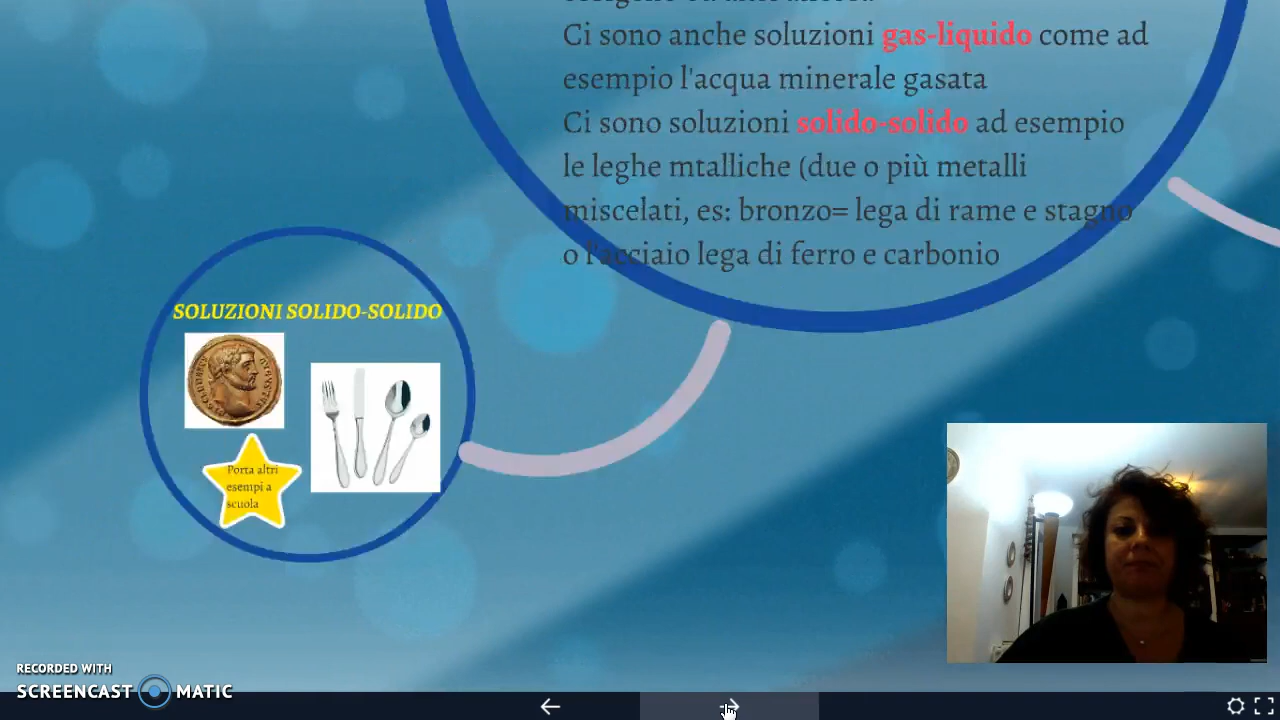 Ci sono anche soluzioni gas-liquido come ad
esempio l'acqua minerale gasata
Ci sono soluzioni solido-solido ad esempio
le leghe mtalliche (due o più metalli
miscelati, es: bronzo= lega di rame e stagno
o l'acciaio lega di ferro e carbonio
SOLUZIONI SOLIDO-SOLIDO
Porta altri
esempi a
scuola
RECORDED WITH
SCREENCAST MATIC